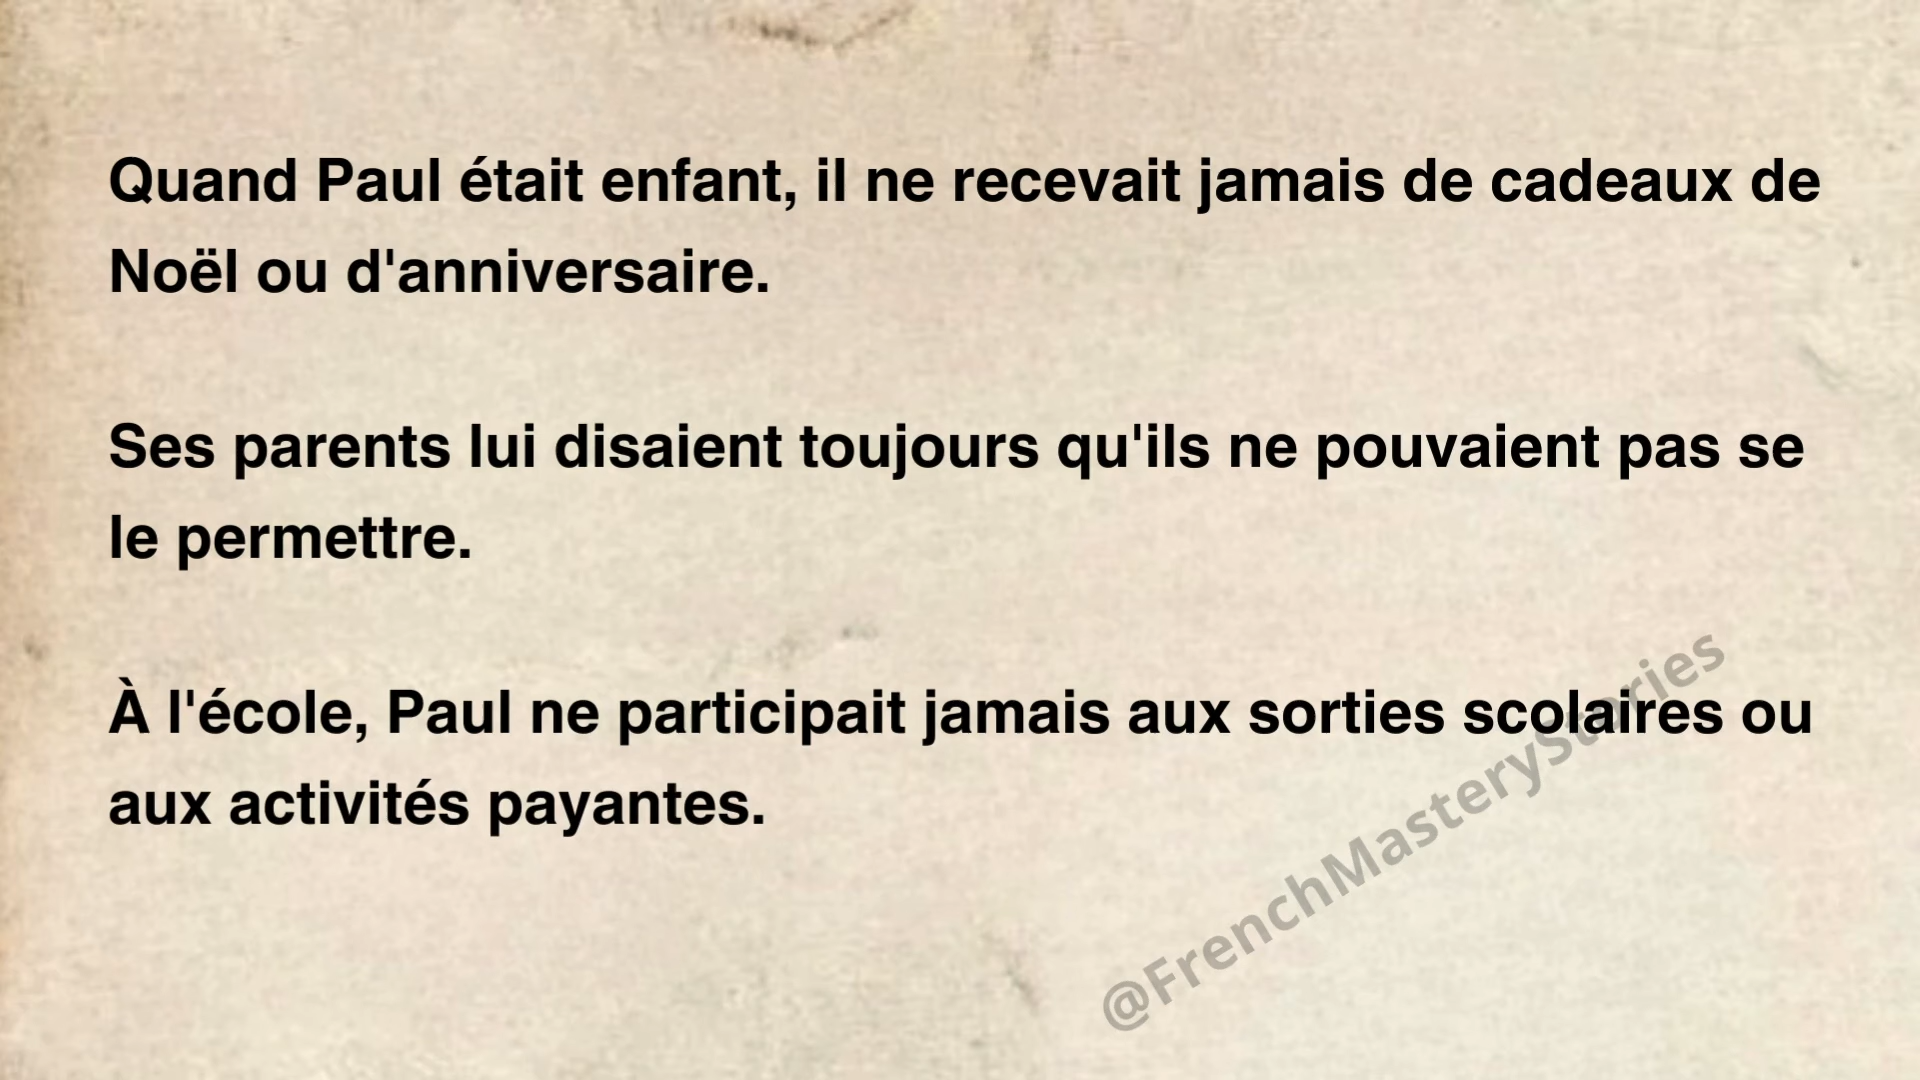 Quand Paul était enfant, il ne recevait jamais de cadeaux de
Noël ou d'anniversaire.
Ses parents lui disaient toujours qu'ils ne pouvaient pas se
le permettre.
À l'école, Paul ne participait jamais aux sorties scolaires ou
aux activités payantes.
@FrenchMasteryStories